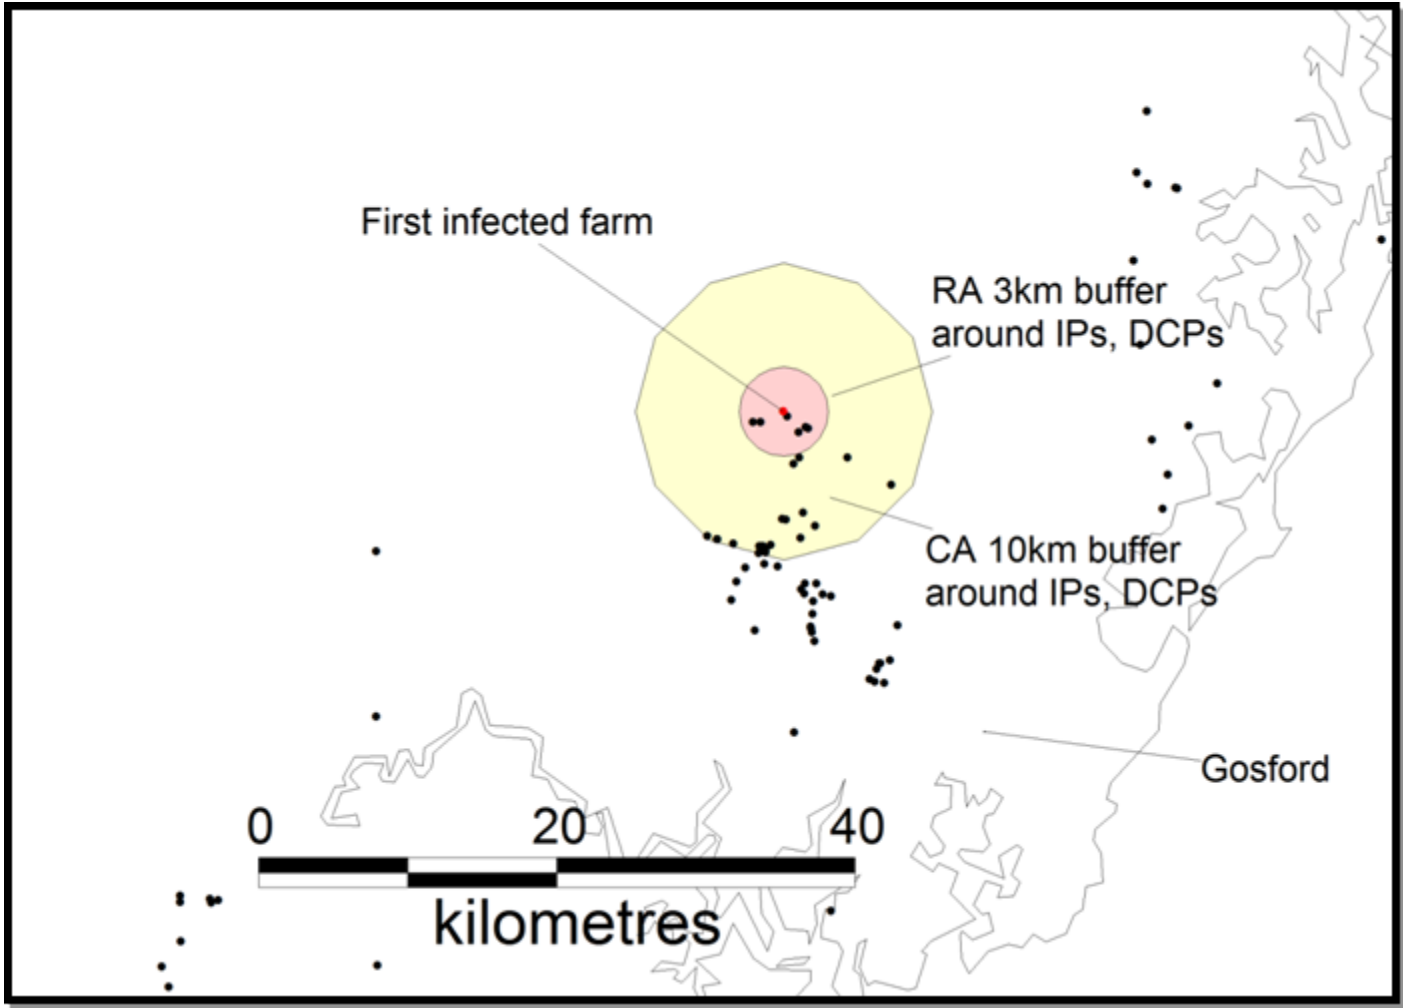 First infected farm
RA 3km buffer
around IPs, DCPs
CA 10km buffer
around IPs, DCPs
Gosford
0 20 40
kilometres